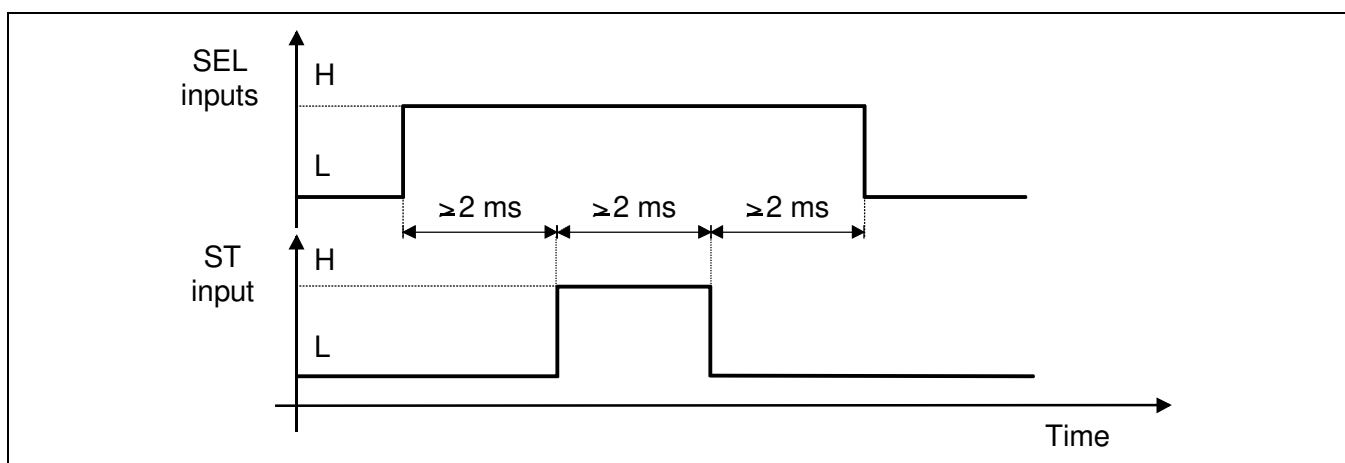 SEL
inputs
H
L
≥2 ms ≥2 ms ≥2 ms
ST
input
H
L
Time